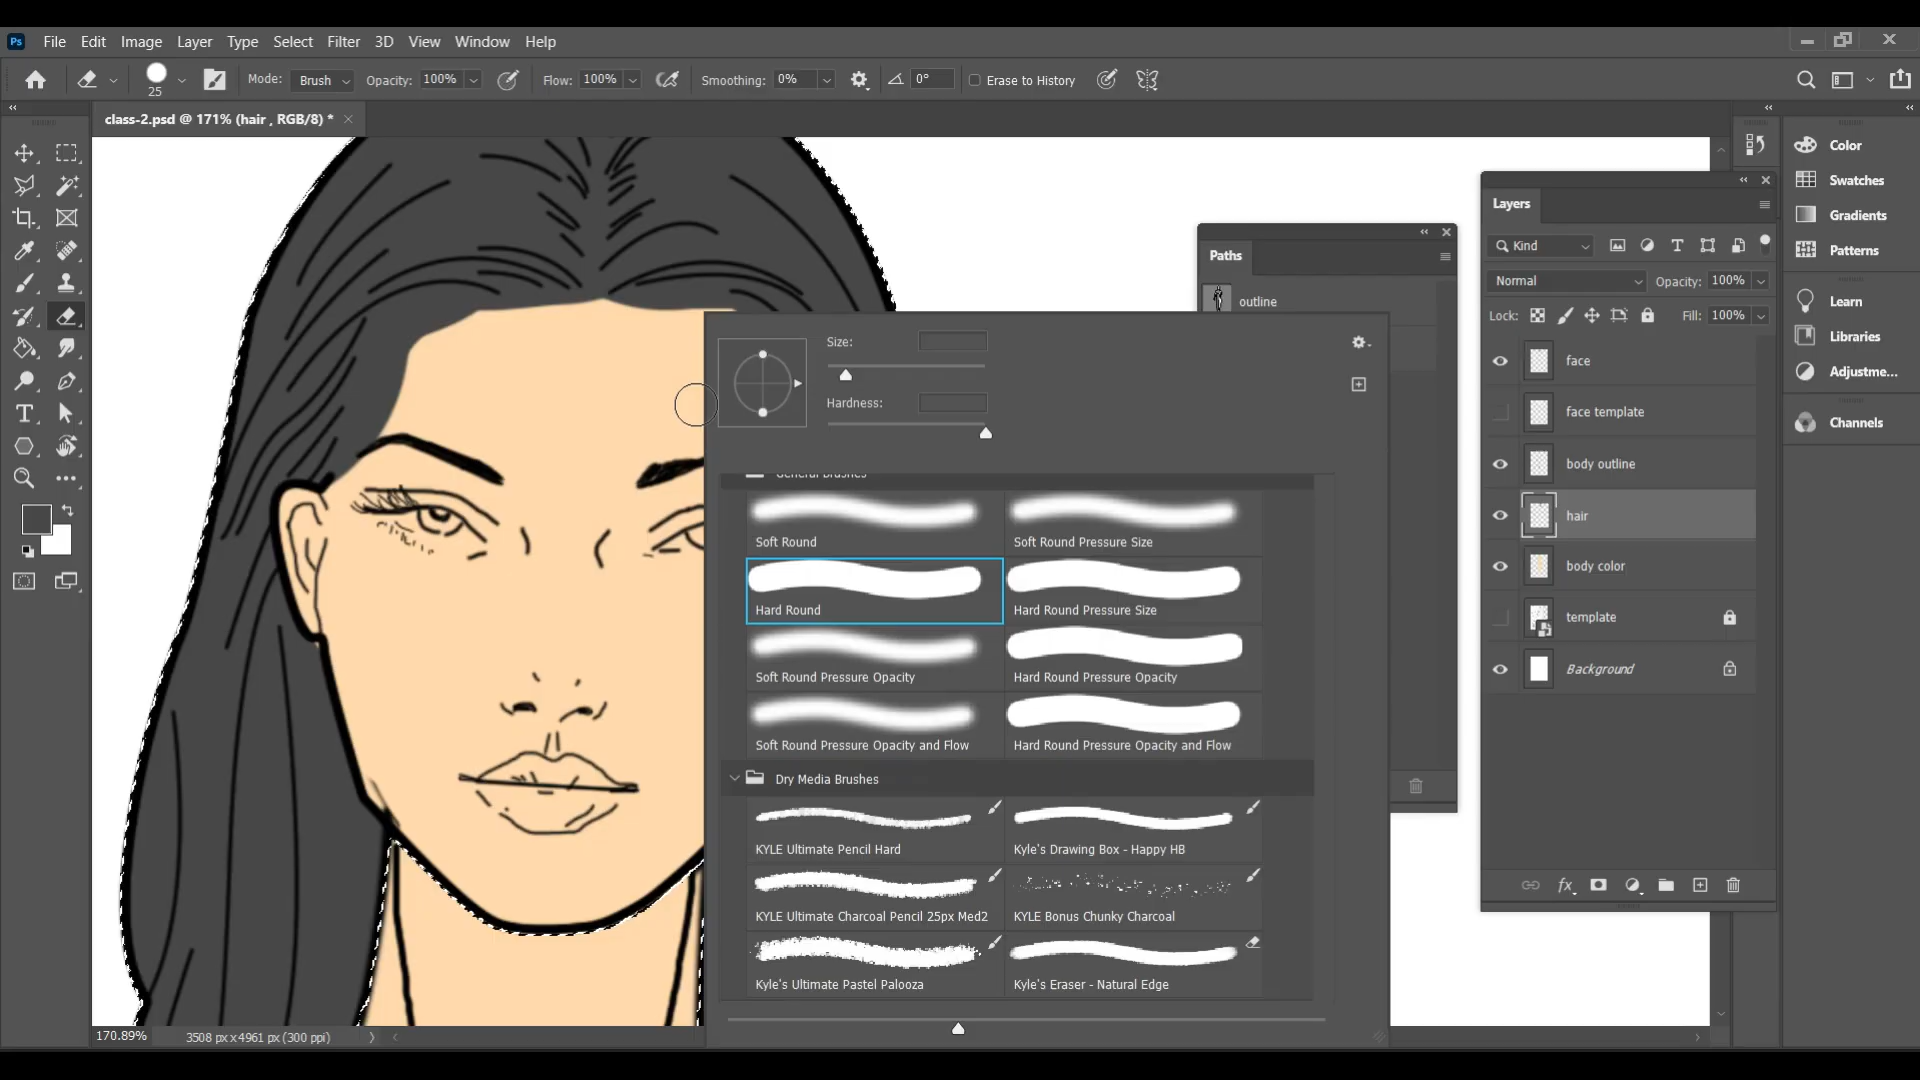 Ps File Edit Image Layer Type Select Filter 3D View Window Help
25 Mode: Brush Opacity: 100% Flow: 100% Smoothing: 0% 0° Erase to History
class-2.psd @ 171% (hair , RGB/8) *
Color
Swatches
Gradients
Patterns
Learn
Libraries
Adjustme...
Channels
Paths
outline
Layers
Kind
Normal Opacity: 100%
Lock: Fill: 100%
face
face template
body outline
hair
body color
template
Background
fx
Size:
Hardness:
General Brushes
Soft Round Soft Round Pressure Size
Hard Round Hard Round Pressure Size
Soft Round Pressure Opacity Hard Round Pressure Opacity
Soft Round Pressure Opacity and Flow Hard Round Pressure Opacity and Flow
Dry Media Brushes
KYLE Ultimate Pencil Hard Kyle's Drawing Box - Happy HB
KYLE Ultimate Charcoal Pencil 25px Med2 KYLE Bonus Chunky Charcoal
Kyle's Ultimate Pastel Palooza Kyle's Eraser - Natural Edge
170.89% 3508 px x 4961 px (300 ppi)